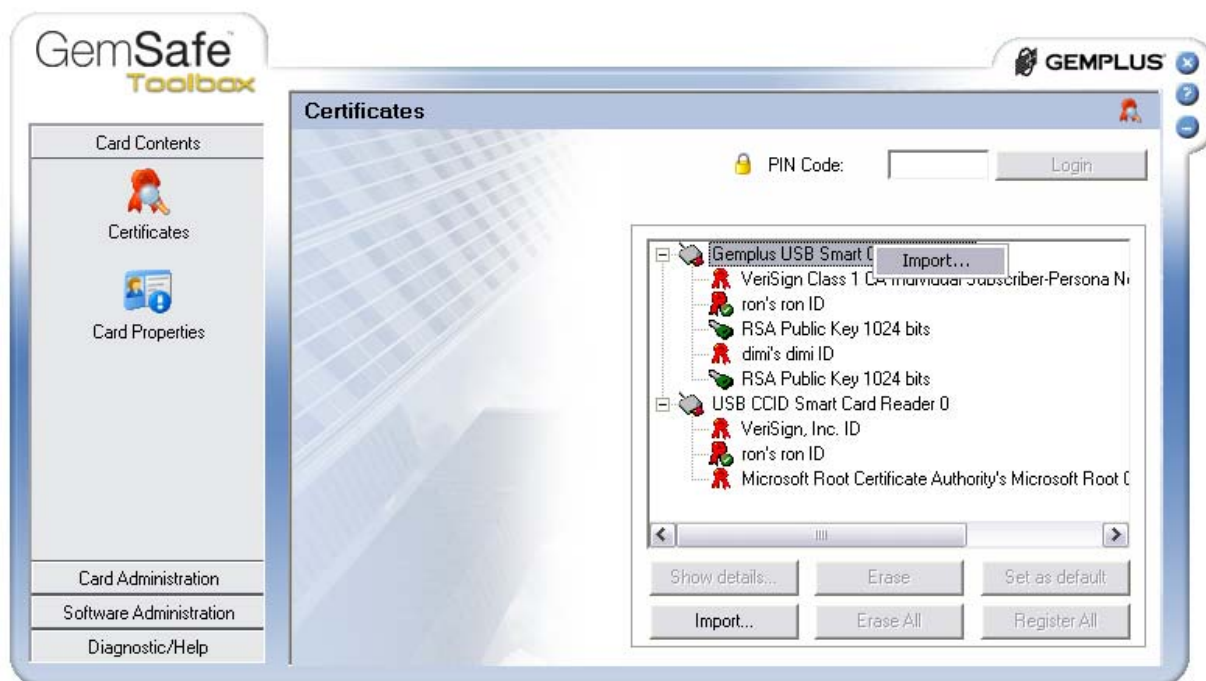 GemSafe
Toolbox
GEMPLUS
Certificates
Card Contents
Certificates
Card Properties
Card Administration
Software Administration
Diagnostic/Help
PIN Code:
Login
Gemplus USB Smart
Import...
VeriSign Class 1 CA Individual Subscriber-Persona
ron's ron ID
RSA Public Key 1024 bits
dimi's dimi ID
RSA Public Key 1024 bits
USB CCID Smart Card Reader 0
VeriSign, Inc. ID
ron's ron ID
Microsoft Root Certificate Authority's Microsoft Root
Show details...
Erase
Set as default
Import...
Erase All
Register All